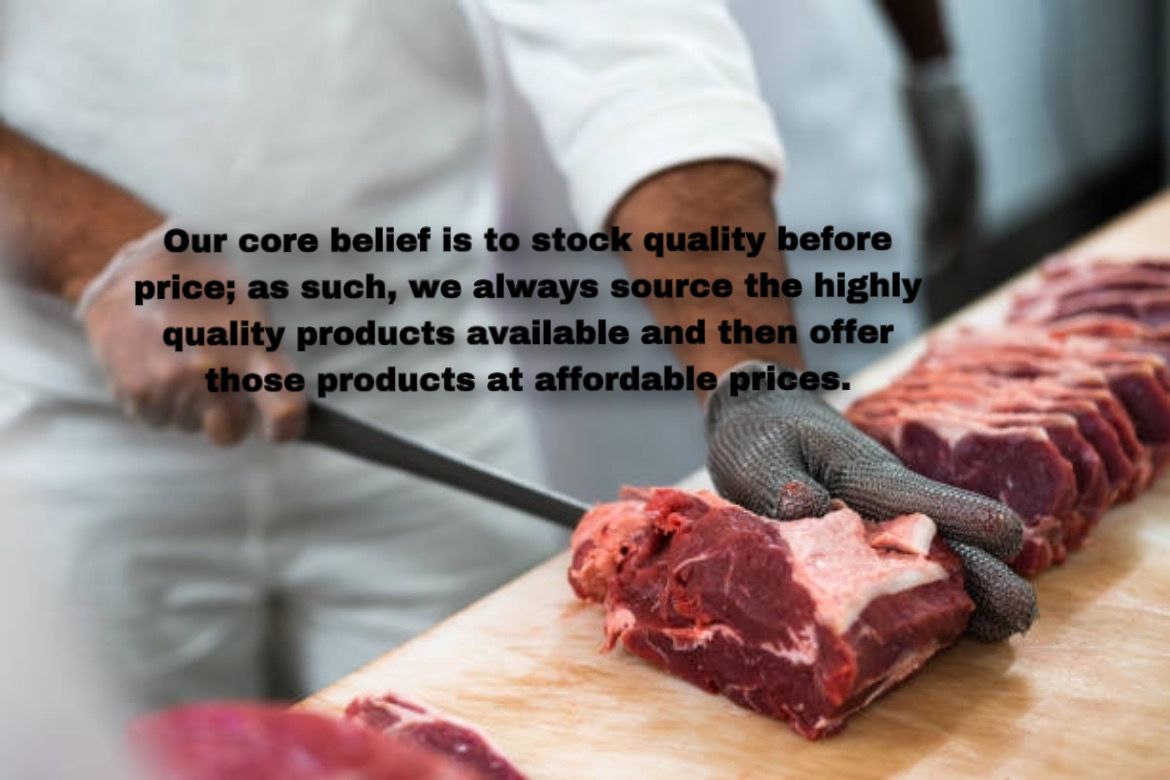 Our core belief is to stock quality before
price; as such, we always source the highly
quality products available and then offer
those products at affordable prices.